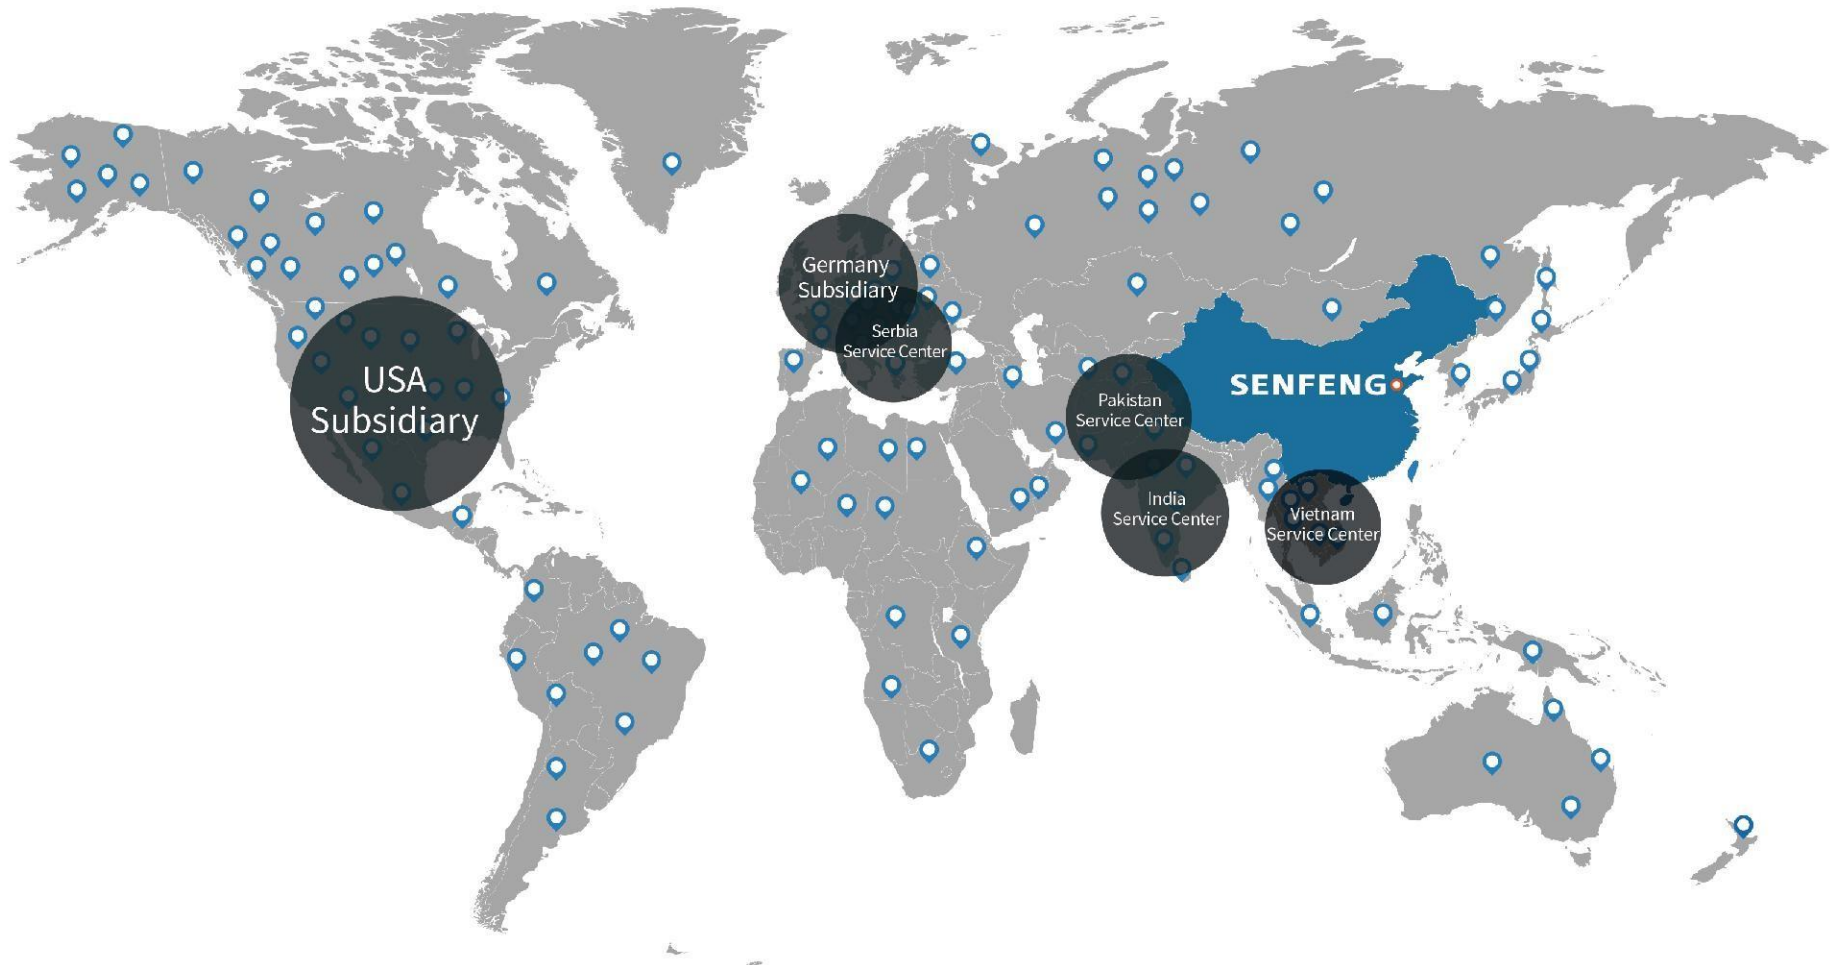 Germany
Subsidiary
Serbia
Service Center
USA
Subsidiary
SENFENG
Pakistan
Service Center
India
Service Center
Vietnam
Service Center